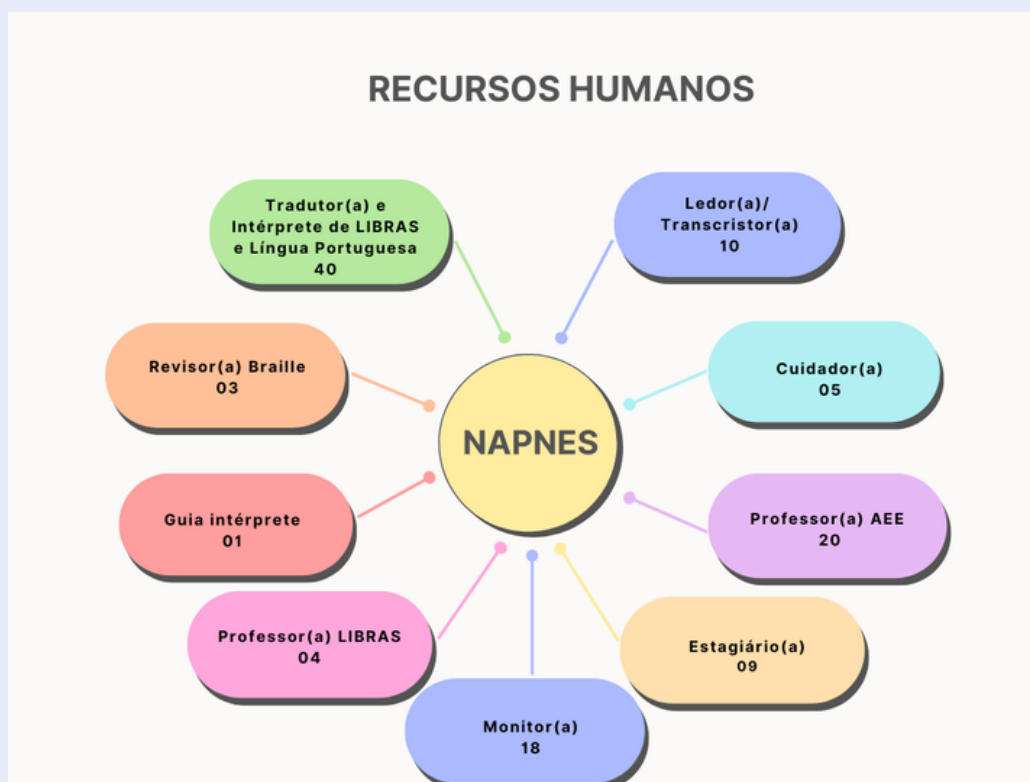 RECURSOS HUMANOS
Tradutor(a) e
Intérprete de LIBRAS
e Língua Portuguesa
40
Ledor(a)/
Transcristor(a)
10
Revisor(a) Braille
03
Cuidador(a)
05
NAPNES
Guia intérprete
01
Professor(a) AEE
20
Professor(a) LIBRAS
04
Estagiário(a)
09
Monitor(a)
18